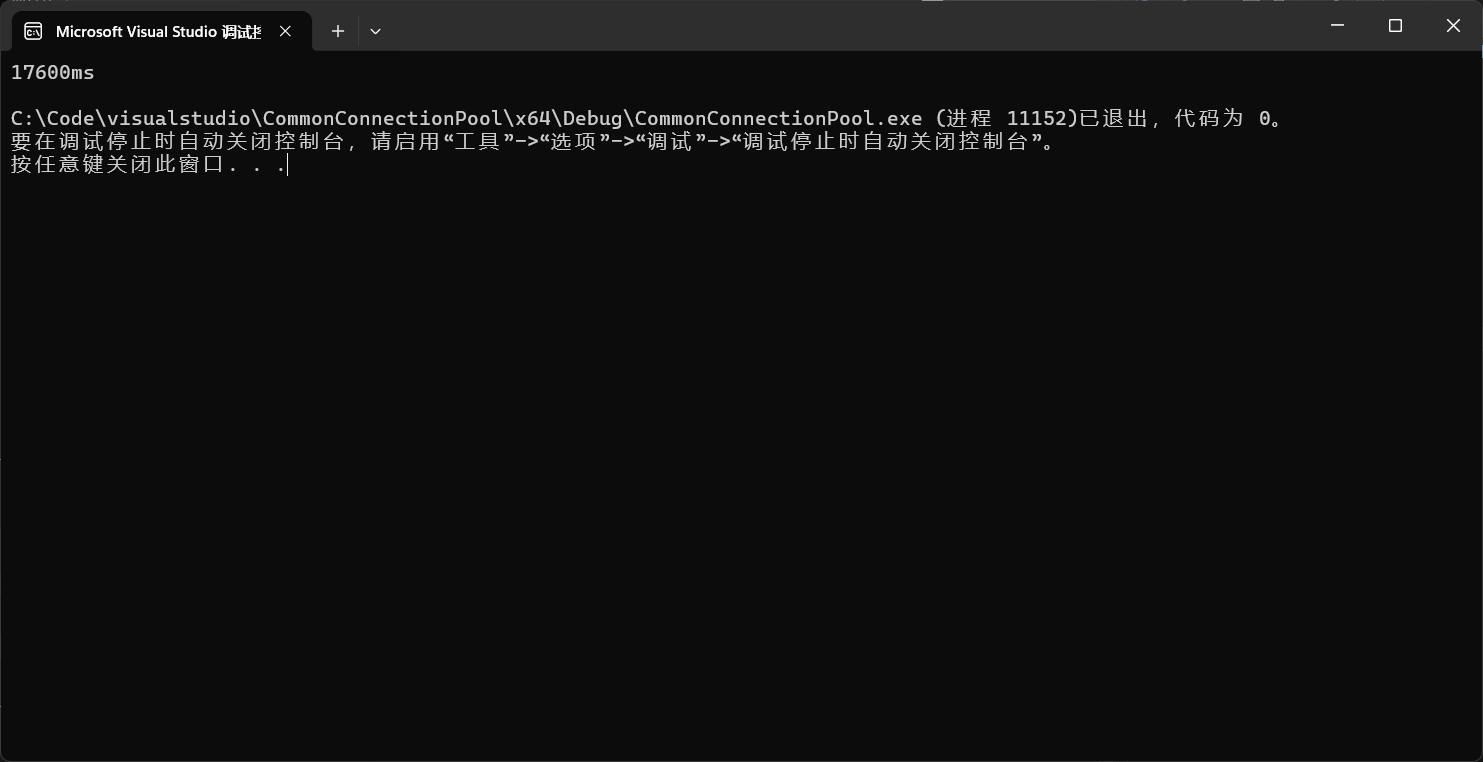 Microsoft Visual Studio 调试控
17600ms
C:\Code\visualstudio\CommonConnectionPool\x64\Debug\CommonConnectionPool.exe (进程 11152)已退出，代码为 0。
要在调试停止时自动关闭控制台，请启用“工具”->“选项”->“调试”->“调试停止时自动关闭控制台”。
按任意键关闭此窗口. . .